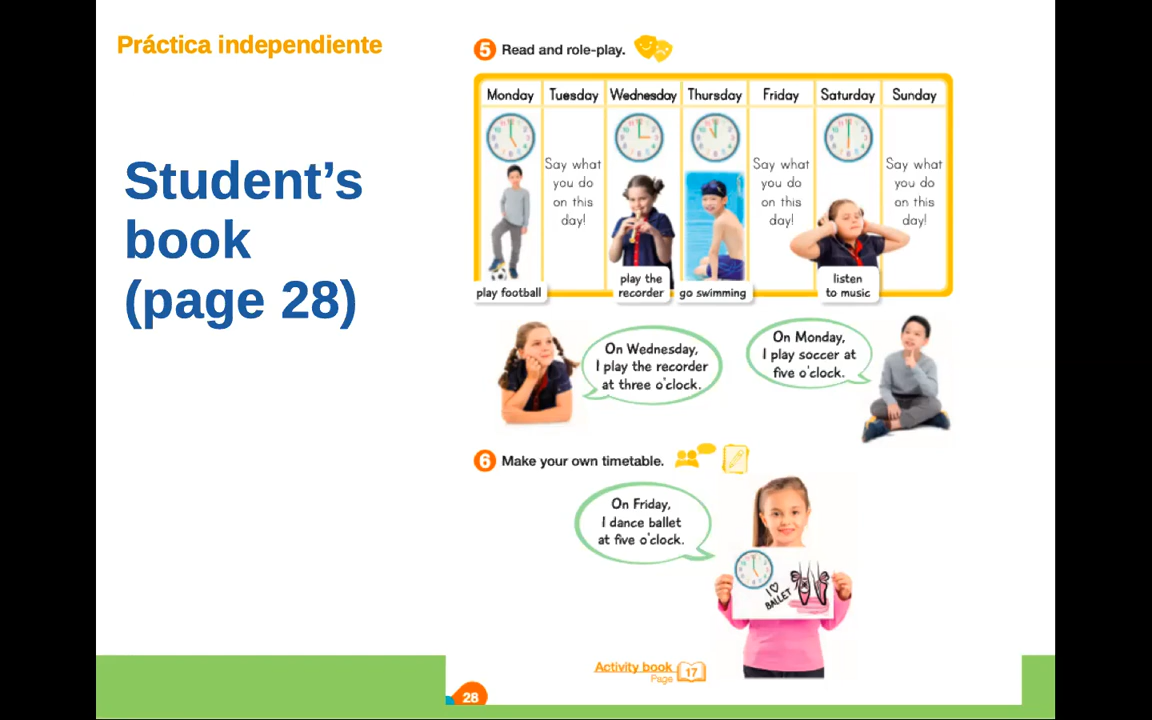 Práctica independiente
Student's
book
(page 28)
5 Read and role-play.
Monday Tuesday Wednesday Thursday Friday Saturday Sunday
Say what
you do
on this
day!
Say what
you do
on this
day!
Say what
you do
on this
day!
play football
play the
recorder
go swimming
listen
to music
On Wednesday,
I play the recorder
at three o'clock.
On Monday,
I play soccer at
five o'clock.
6 Make your own timetable.
On Friday,
I dance ballet
at five o'clock.
I ♡
BALLET
Activity book
Page 17
28